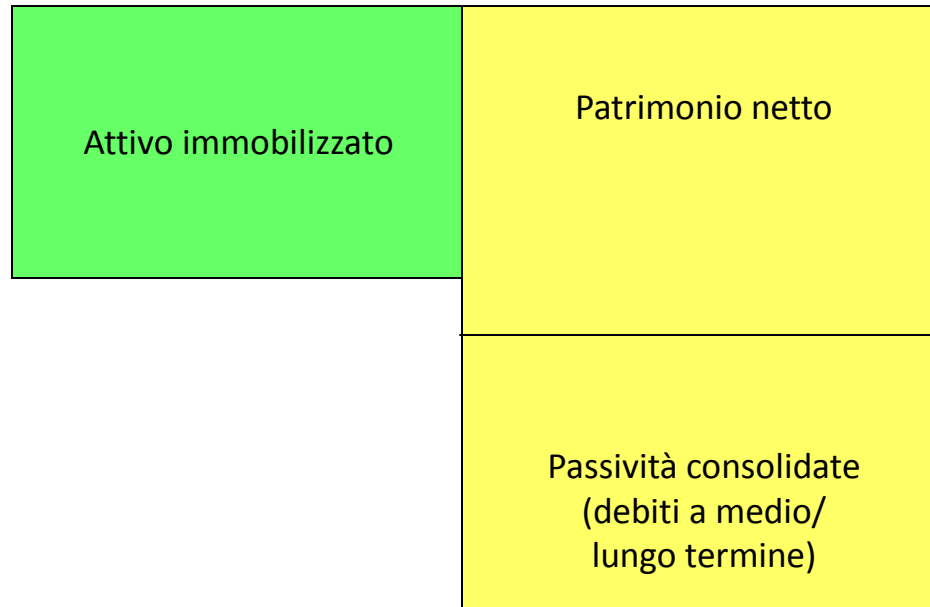 Attivo immobilizzato
Patrimonio netto
Passività consolidate
(debiti a medio/
lungo termine)